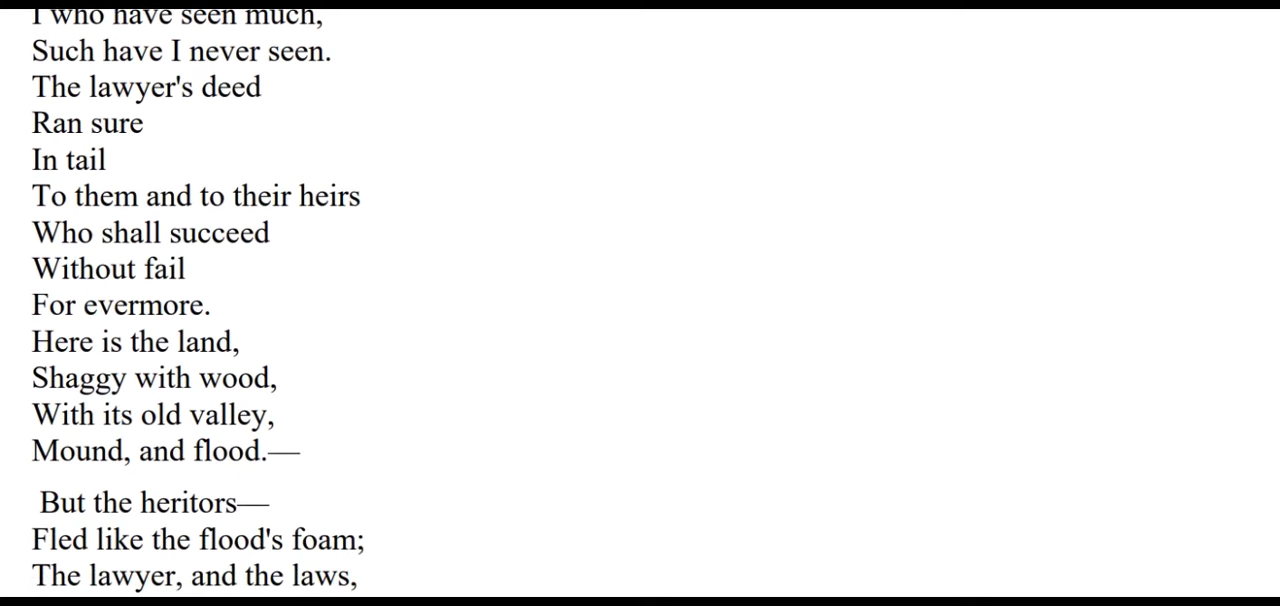 I who have seen much,
Such have I never seen.
The lawyer's deed
Ran sure
In tail
To them and to their heirs
Who shall succeed
Without fail
For evermore.
Here is the land,
Shaggy with wood,
With its old valley,
Mound, and flood.—
But the heritors—
Fled like the flood's foam;
The lawyer, and the laws,